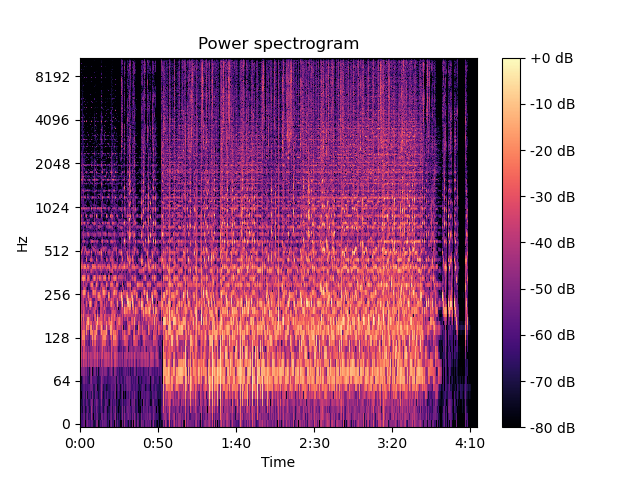 Power spectrogram
8192
4096
2048
1024
512
256
128
64
0
Hz
0:00 0:50 1:40 2:30 3:20 4:10
Time
+0 dB
-10 dB
-20 dB
-30 dB
-40 dB
-50 dB
-60 dB
-70 dB
-80 dB